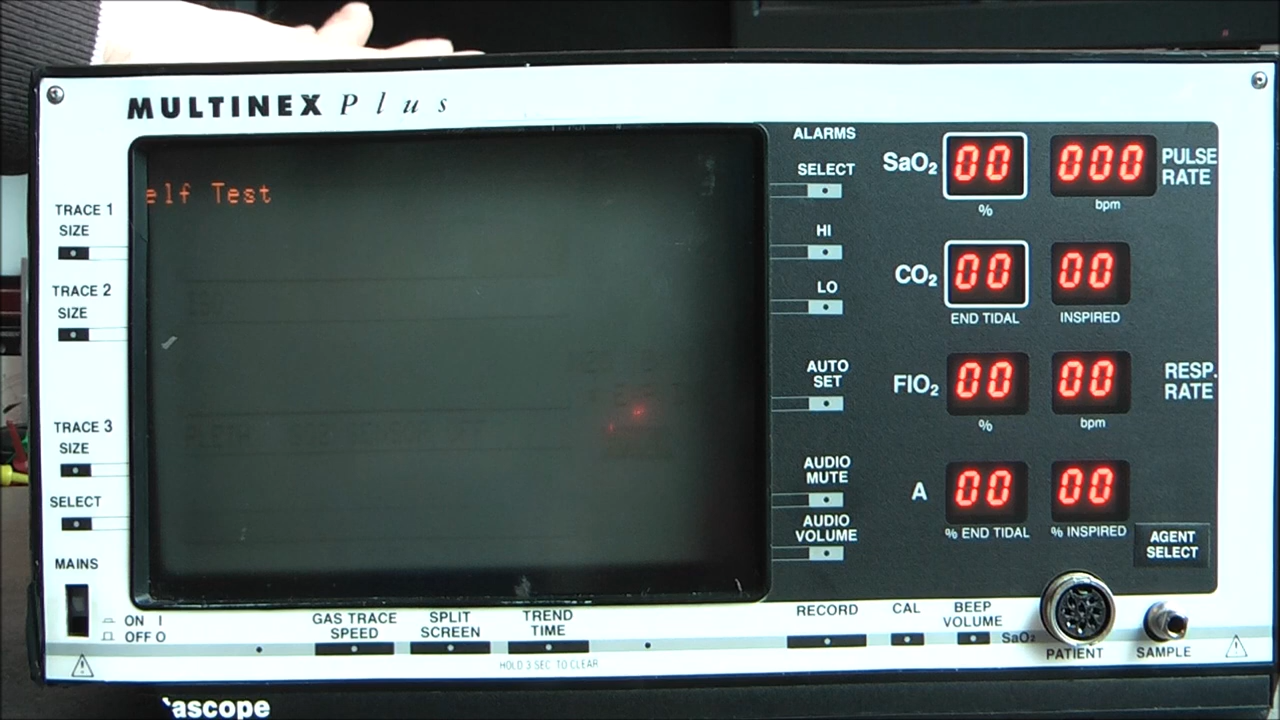 MULTINEX Plus
elf Test
TRACE 1
SIZE
TRACE 2
SIZE
TRACE 3
SIZE
SELECT
MAINS
ON I
OFF O
ALARMS
SELECT
HI
LO
AUTO
SET
AUDIO
MUTE
AUDIO
VOLUME
SaO2 00 000 PULSE
RATE
% bpm
CO2 00 00
END TIDAL INSPIRED
FIO2 00 00 RESP.
RATE
% bpm
A 00 00
% END TIDAL % INSPIRED
AGENT
SELECT
GAS TRACE
SPEED
SPLIT
SCREEN
TREND
TIME
HOLD 3 SEC TO CLEAR
RECORD
CAL
BEEP
VOLUME
SaO2
PATIENT
SAMPLE
ascope